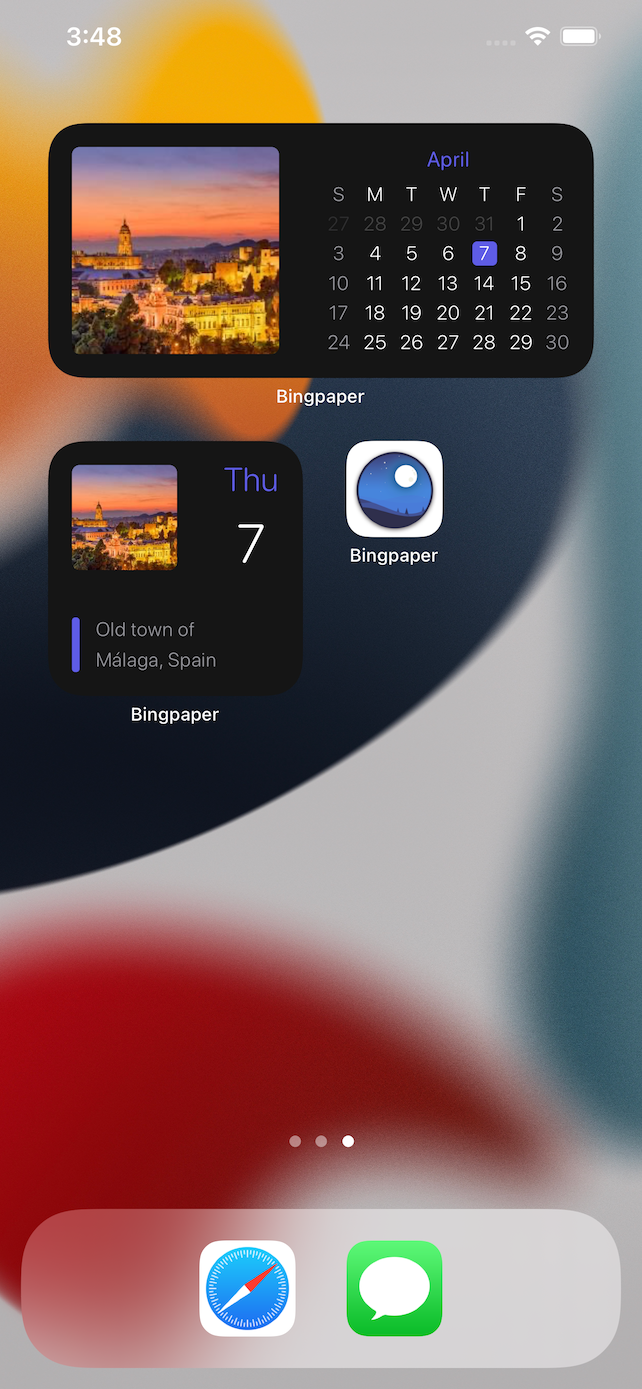 3:48
April
S M T W T F S
27 28 29 30 31 1 2
3 4 5 6 7 8 9
10 11 12 13 14 15 16
17 18 19 20 21 22 23
24 25 26 27 28 29 30
Bingpaper
Thu
7
Old town of
Málaga, Spain
Bingpaper
Bingpaper